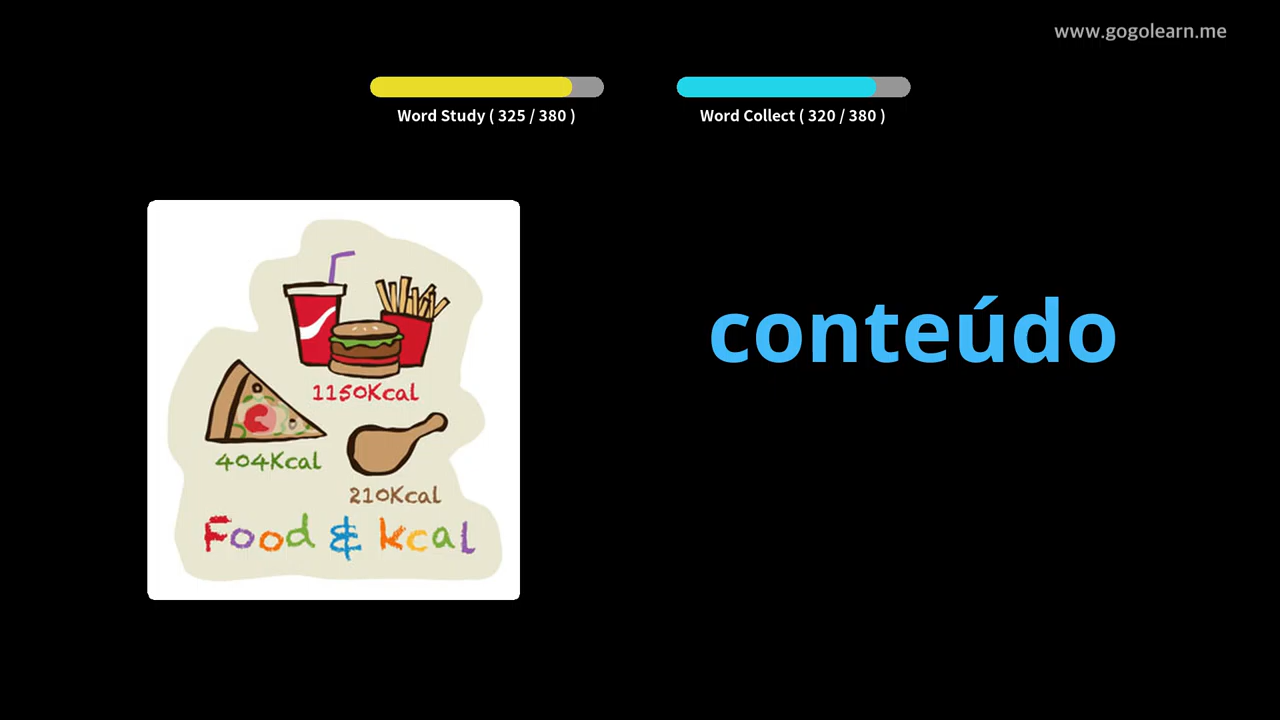 www.gogolearn.me
Word Study ( 325 / 380 )
Word Collect ( 320 / 380 )
1150Kcal
404Kcal
210Kcal
Food & kcal
conteúdo